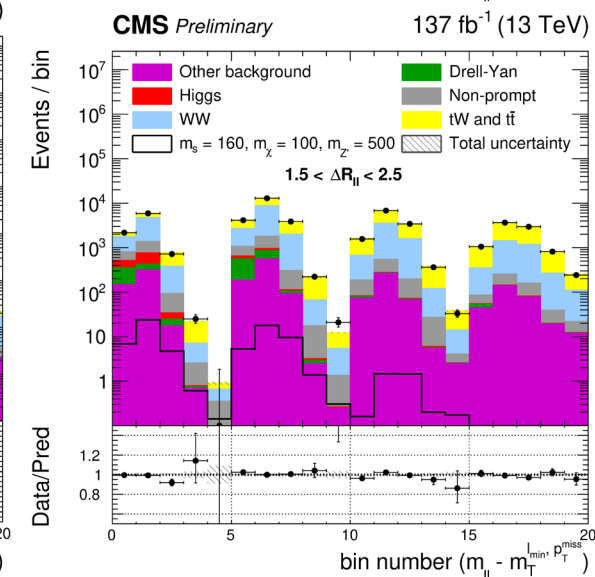 CMS Preliminary 137 fb⁻¹ (13 TeV)
Events / bin
10⁷
10⁶
10⁵
10⁴
10³
10²
10
1
Other background
Higgs
WW
m_s = 160, m_χ = 100, m_Z' = 500
Drell-Yan
Non-prompt
tW and tt̄
Total uncertainty
1.5 < ΔR_ll < 2.5
Data/Pred
1.2
1
0.8
0 5 10 15 20
bin number (m_ll - m_T^{l_min, p_T^miss})
20
)
)